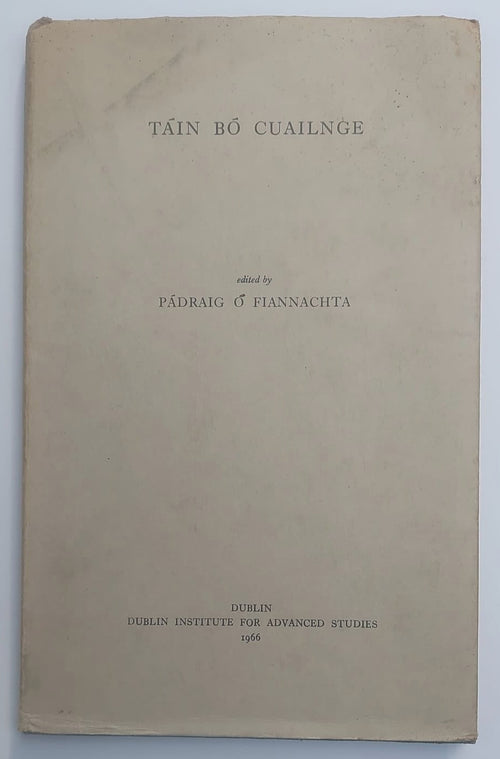 TÁIN BÓ CUAILNGE
edited by
PÁDRAIG Ó FIANNACHTA
DUBLIN
DUBLIN INSTITUTE FOR ADVANCED STUDIES
1966